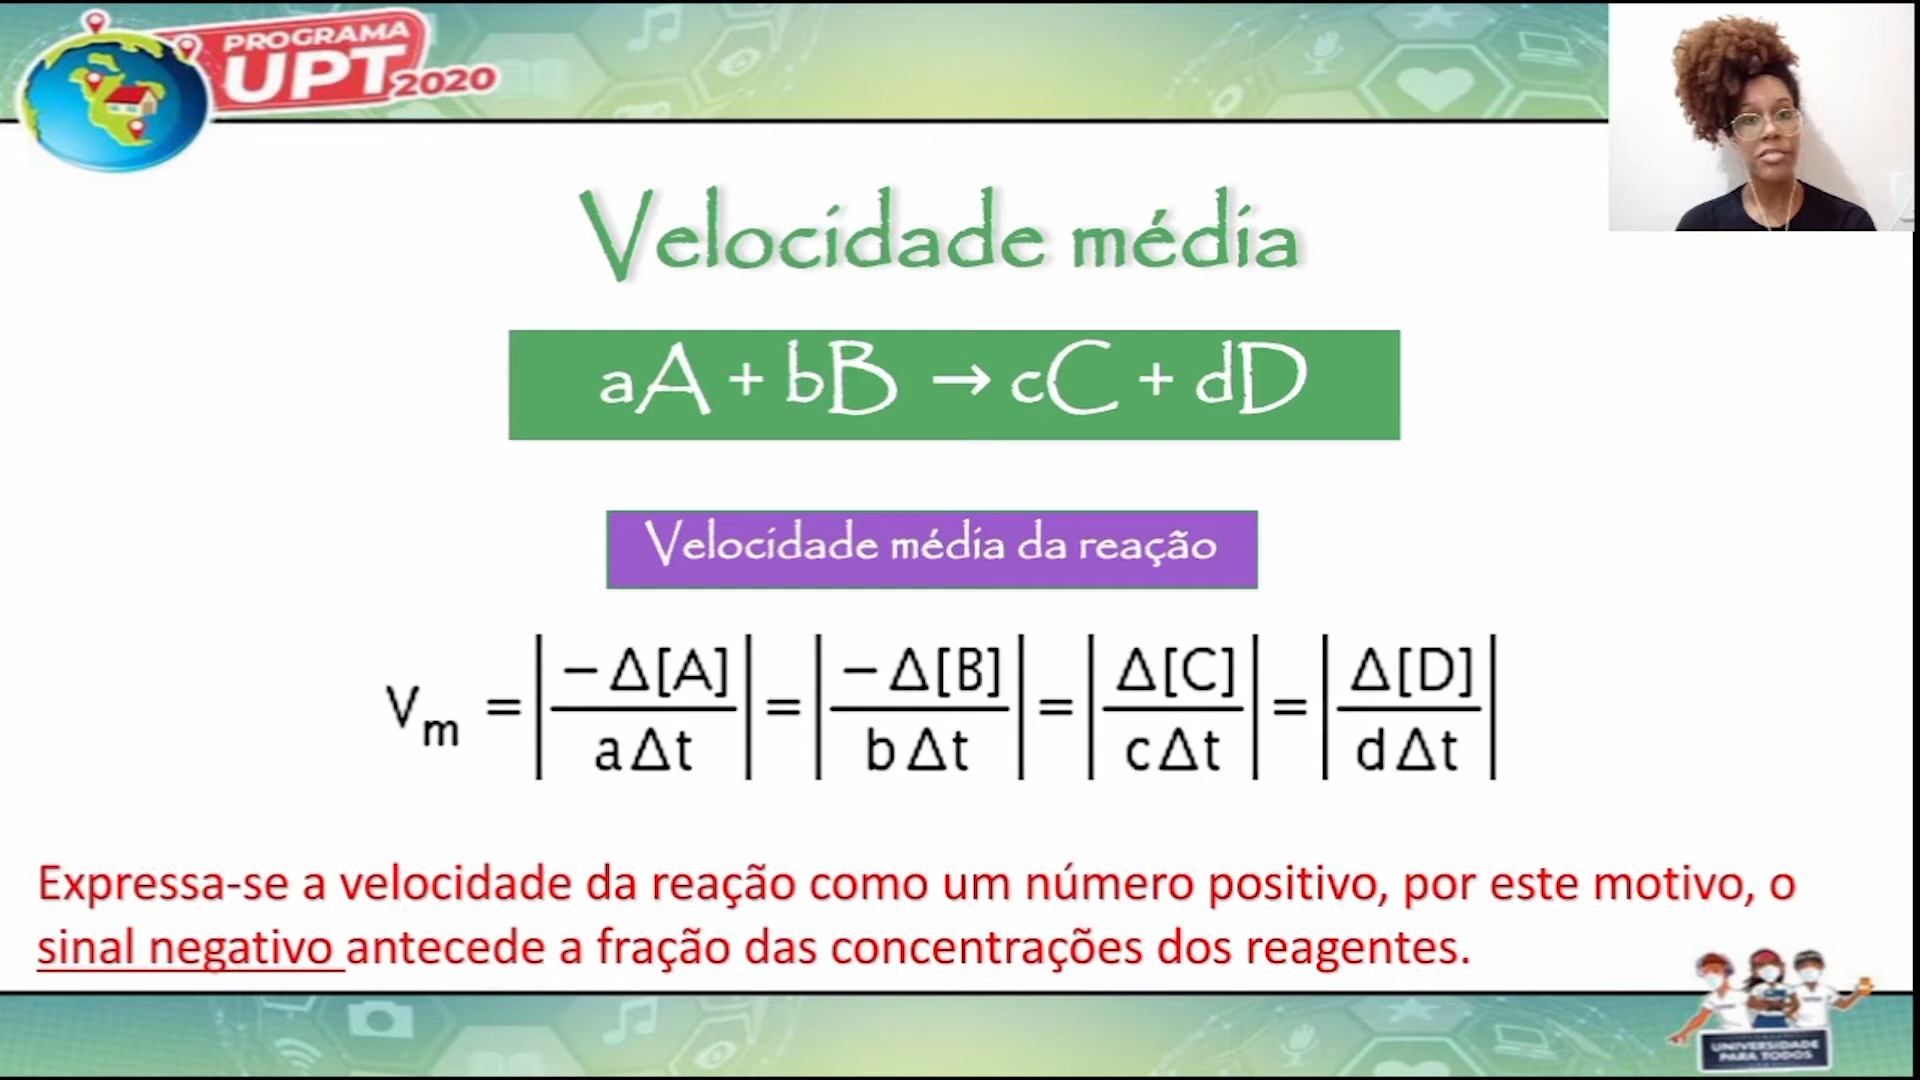 PROGRAMA
UPT 2020
Velocidade média
aA + bB → cC + dD
Velocidade média da reação
Vm = |−Δ[A] / aΔt| = |−Δ[B] / bΔt| = |Δ[C] / cΔt| = |Δ[D] / dΔt|
Expressa-se a velocidade da reação como um número positivo, por este motivo, o
sinal negativo antecede a fração das concentrações dos reagentes.
UNIVERSIDADE
PARA TODOS